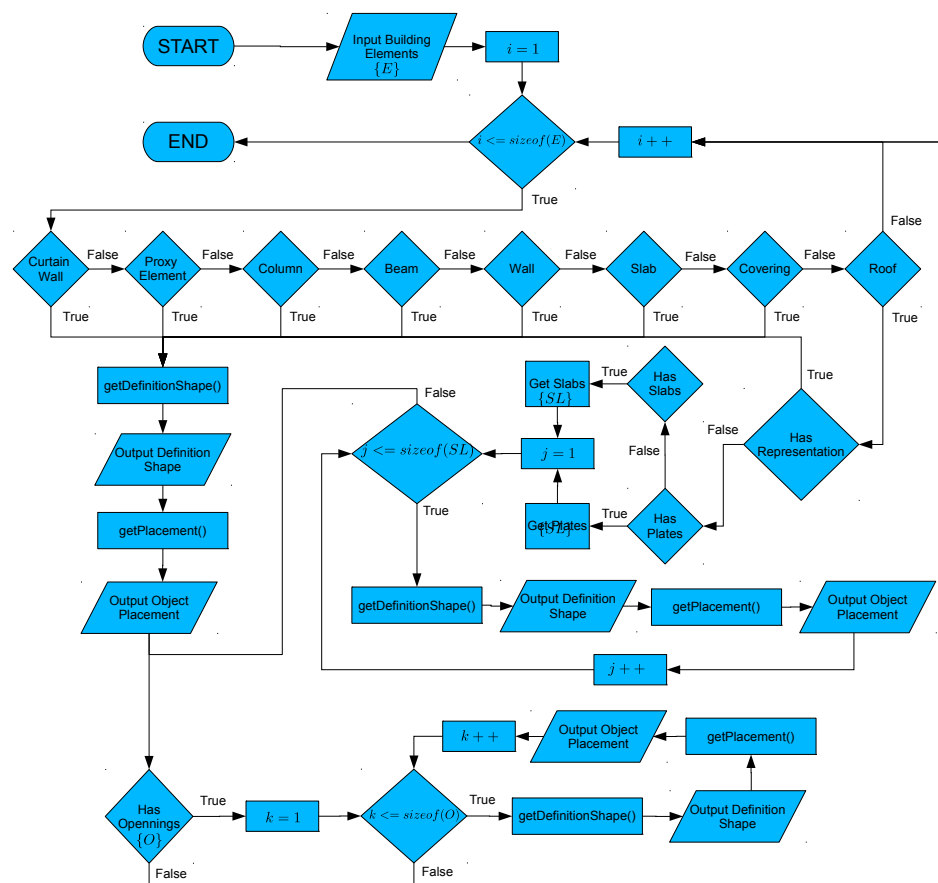 START
Input Building
Elements
{E}
i = 1
END
i <= sizeof(E)
i + +
True
False
Curtain
Wall
False
Proxy
Element
False
Column
False
Beam
False
Wall
False
Slab
False
Covering
False
Roof
True
True
True
True
True
True
True
True
getDefinitionShape()
Output Definition
Shape
getPlacement()
Output Object
Placement
False
j <= sizeof(SL)
True
Get Slabs
{SL}
True
Has
Slabs
j = 1
False
Get Plates
{SL}
True
Has
Plates
False
True
Has
Representation
getDefinitionShape()
Output Definition
Shape
getPlacement()
Output Object
Placement
j + +
k + +
Output Object
Placement
getPlacement()
Has
Opennings
{O}
True
k = 1
k <= sizeof(O)
True
getDefinitionShape()
Output Definition
Shape
False
False